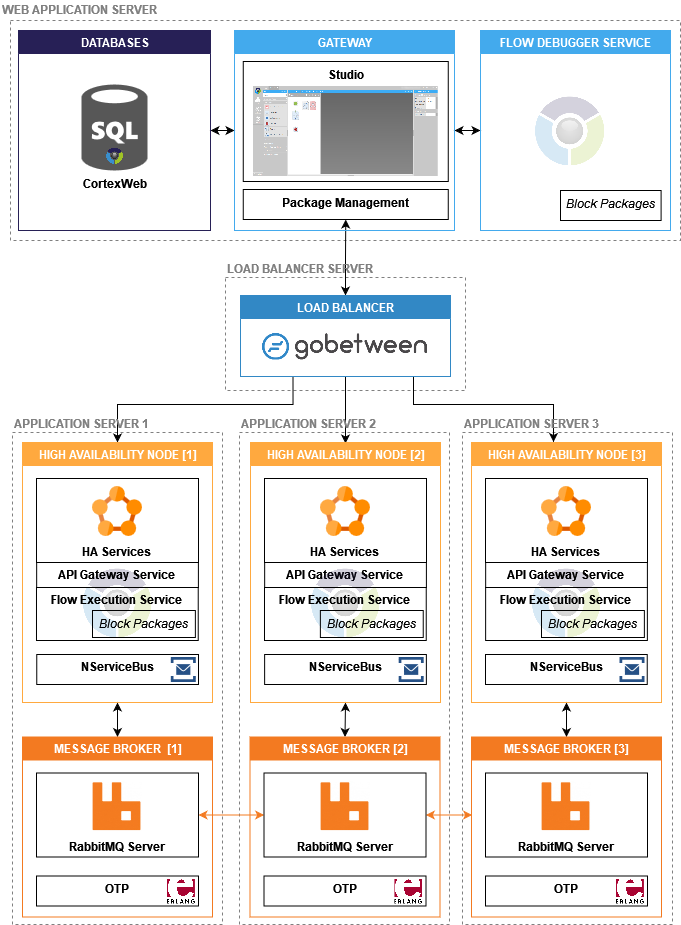 WEB APPLICATION SERVER
DATABASES
SQL
CortexWeb
GATEWAY
Studio
Package Management
FLOW DEBUGGER SERVICE
Block Packages
LOAD BALANCER SERVER
LOAD BALANCER
gobetween
APPLICATION SERVER 1
HIGH AVAILABILITY NODE [1]
HA Services
API Gateway Service
Flow Execution Service
Block Packages
NServiceBus
MESSAGE BROKER [1]
RabbitMQ Server
OTP
ERLANG
APPLICATION SERVER 2
HIGH AVAILABILITY NODE [2]
HA Services
API Gateway Service
Flow Execution Service
Block Packages
NServiceBus
MESSAGE BROKER [2]
RabbitMQ Server
OTP
ERLANG
APPLICATION SERVER 3
HIGH AVAILABILITY NODE [3]
HA Services
API Gateway Service
Flow Execution Service
Block Packages
NServiceBus
MESSAGE BROKER [3]
RabbitMQ Server
OTP
ERLANG